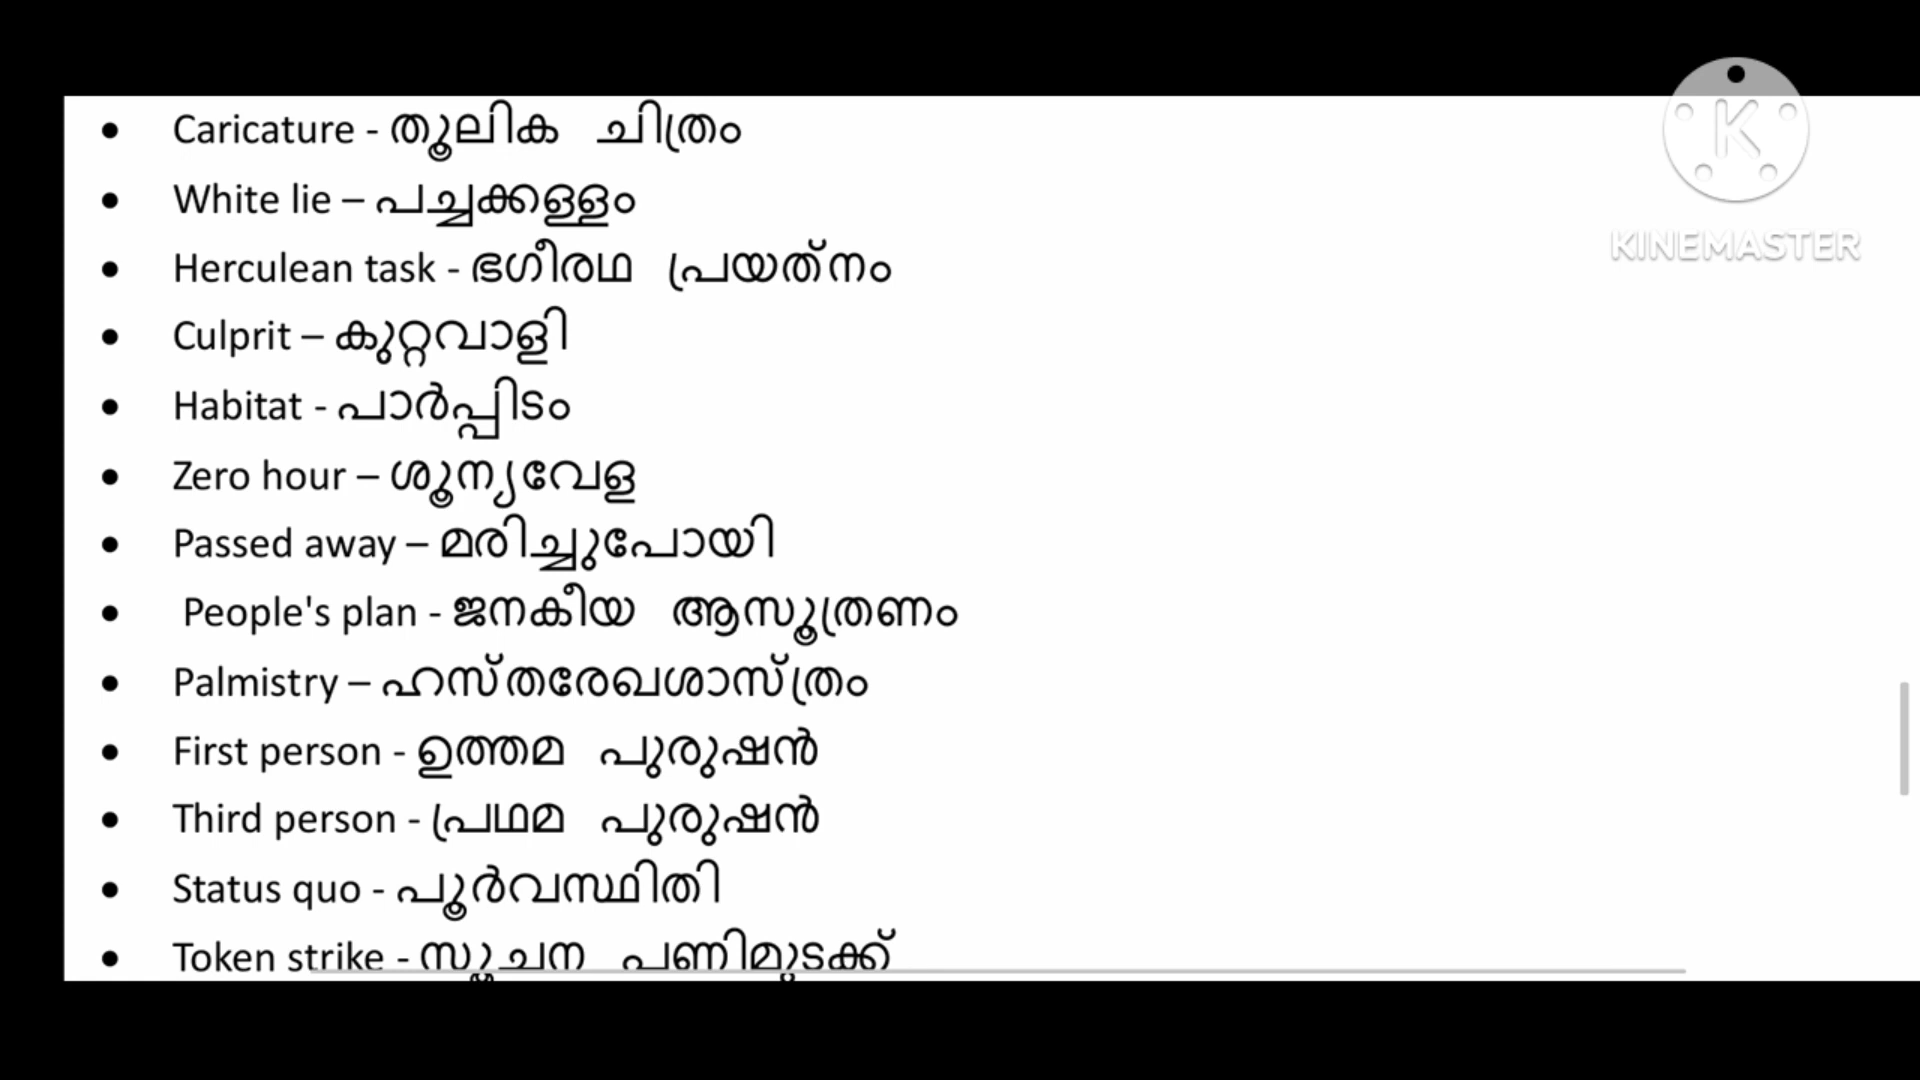 • Caricature - തൂലിക ചിത്രം
• White lie – പച്ചക്കള്ളം
• Herculean task - ഭഗീരഥ പ്രയത്നം
• Culprit – കുറ്റവാളി
• Habitat - പാർപ്പിടം
• Zero hour – ശൂന്യവേള
• Passed away – മരിച്ചുപോയി
• People's plan - ജനകീയ ആസൂത്രണം
• Palmistry – ഹസ്തരേഖശാസ്ത്രം
• First person - ഉത്തമ പുരുഷൻ
• Third person - പ്രഥമ പുരുഷൻ
• Status quo - പൂർവസ്ഥിതി
• Token strike - സൂചന പണിമുടക്ക്
K
KINEMASTER